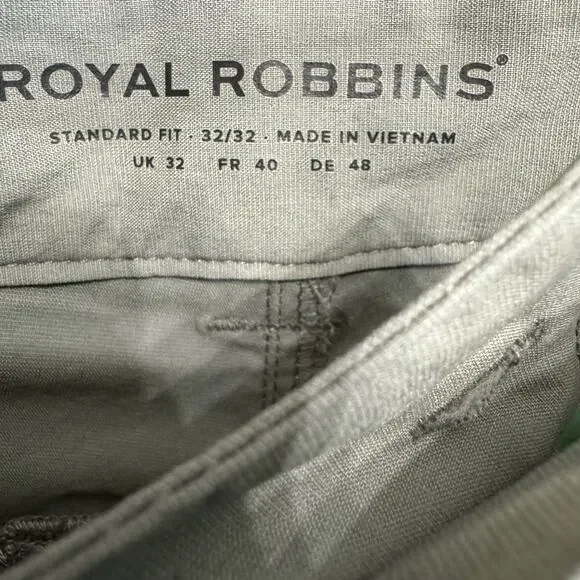 ROYAL ROBBINS®
STANDARD FIT · 32/32 · MADE IN VIETNAM
UK 32 FR 40 DE 48